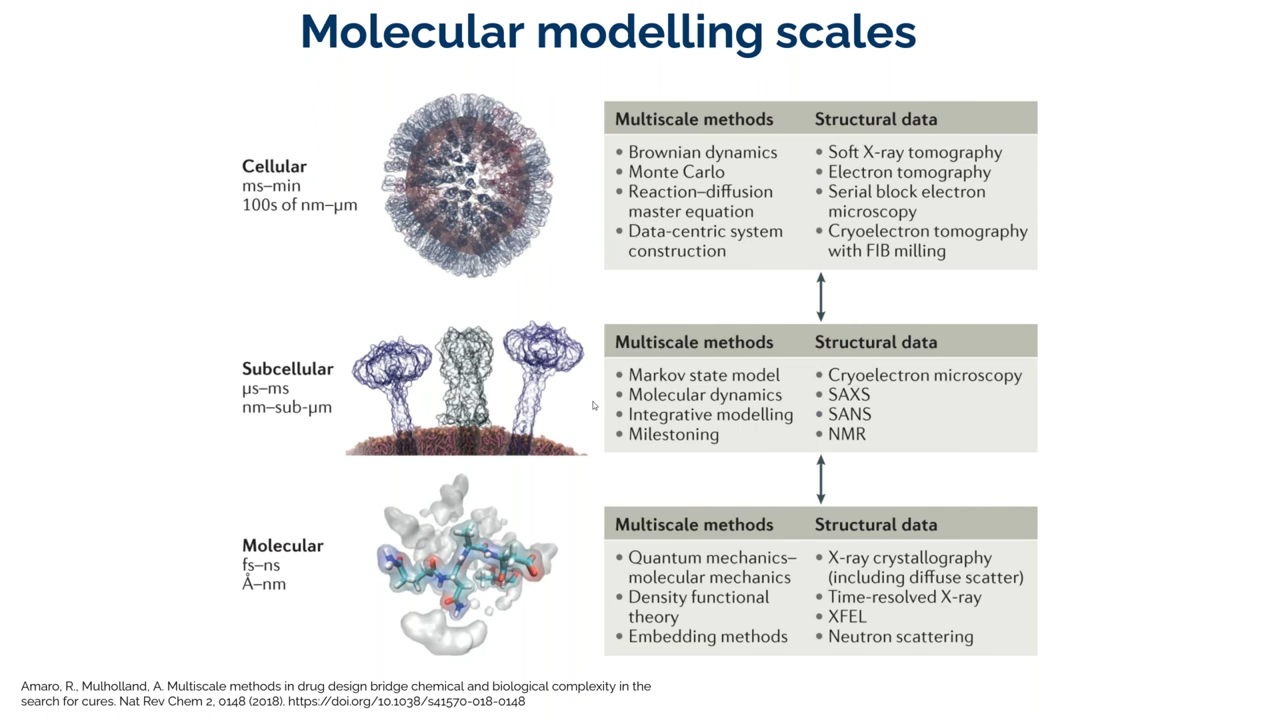 Molecular modelling scales
Cellular
ms–min
100s of nm–µm
Multiscale methods
• Brownian dynamics
• Monte Carlo
• Reaction–diffusion
master equation
• Data-centric system
construction
Structural data
• Soft X-ray tomography
• Electron tomography
• Serial block electron
microscopy
• Cryoelectron tomography
with FIB milling
Subcellular
µs–ms
nm–sub-µm
Multiscale methods
• Markov state model
• Molecular dynamics
• Integrative modelling
• Milestoning
Structural data
• Cryoelectron microscopy
• SAXS
• SANS
• NMR
Molecular
fs–ns
Å–nm
Multiscale methods
• Quantum mechanics–
molecular mechanics
• Density functional
theory
• Embedding methods
Structural data
• X-ray crystallography
(including diffuse scatter)
• Time-resolved X-ray
• XFEL
• Neutron scattering
Amaro, R., Mulholland, A. Multiscale methods in drug design bridge chemical and biological complexity in the
search for cures. Nat Rev Chem 2, 0148 (2018). https://doi.org/10.1038/s41570-018-0148